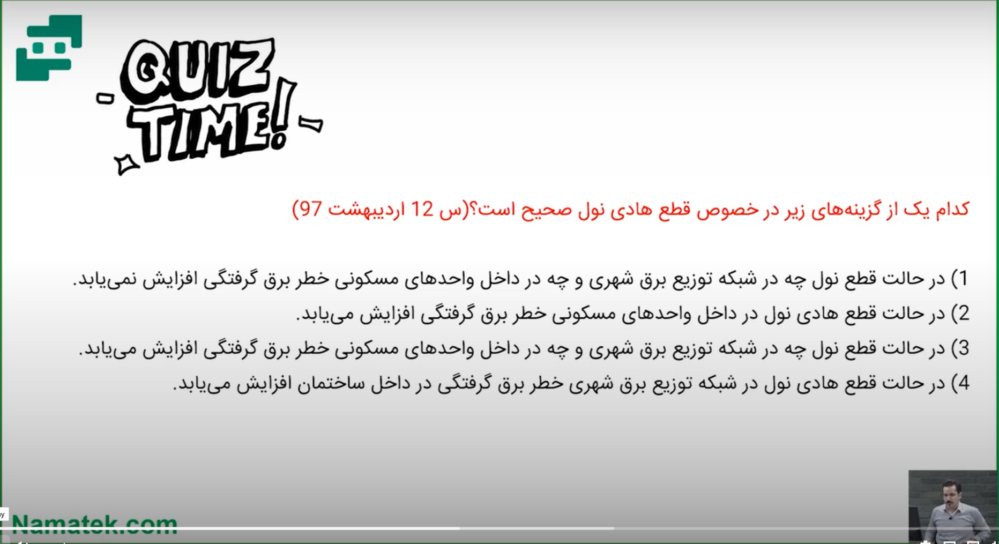 QUIZ
TIME!
کدام یک از گزینه‌های زیر در خصوص قطع هادی نول صحیح است؟(س 12 اردیبهشت 97)
1) در حالت قطع نول چه در شبکه توزیع برق شهری و چه در داخل واحدهای مسکونی خطر برق گرفتگی افزایش نمی‌یابد.
2) در حالت قطع هادی نول در داخل واحدهای مسکونی خطر برق گرفتگی افزایش می‌یابد.
3) در حالت قطع نول چه در شبکه توزیع برق شهری و چه در داخل واحدهای مسکونی خطر برق گرفتگی افزایش می‌یابد.
4) در حالت قطع هادی نول در شبکه توزیع برق شهری خطر برق گرفتگی در داخل ساختمان افزایش می‌یابد.
Namatek.com